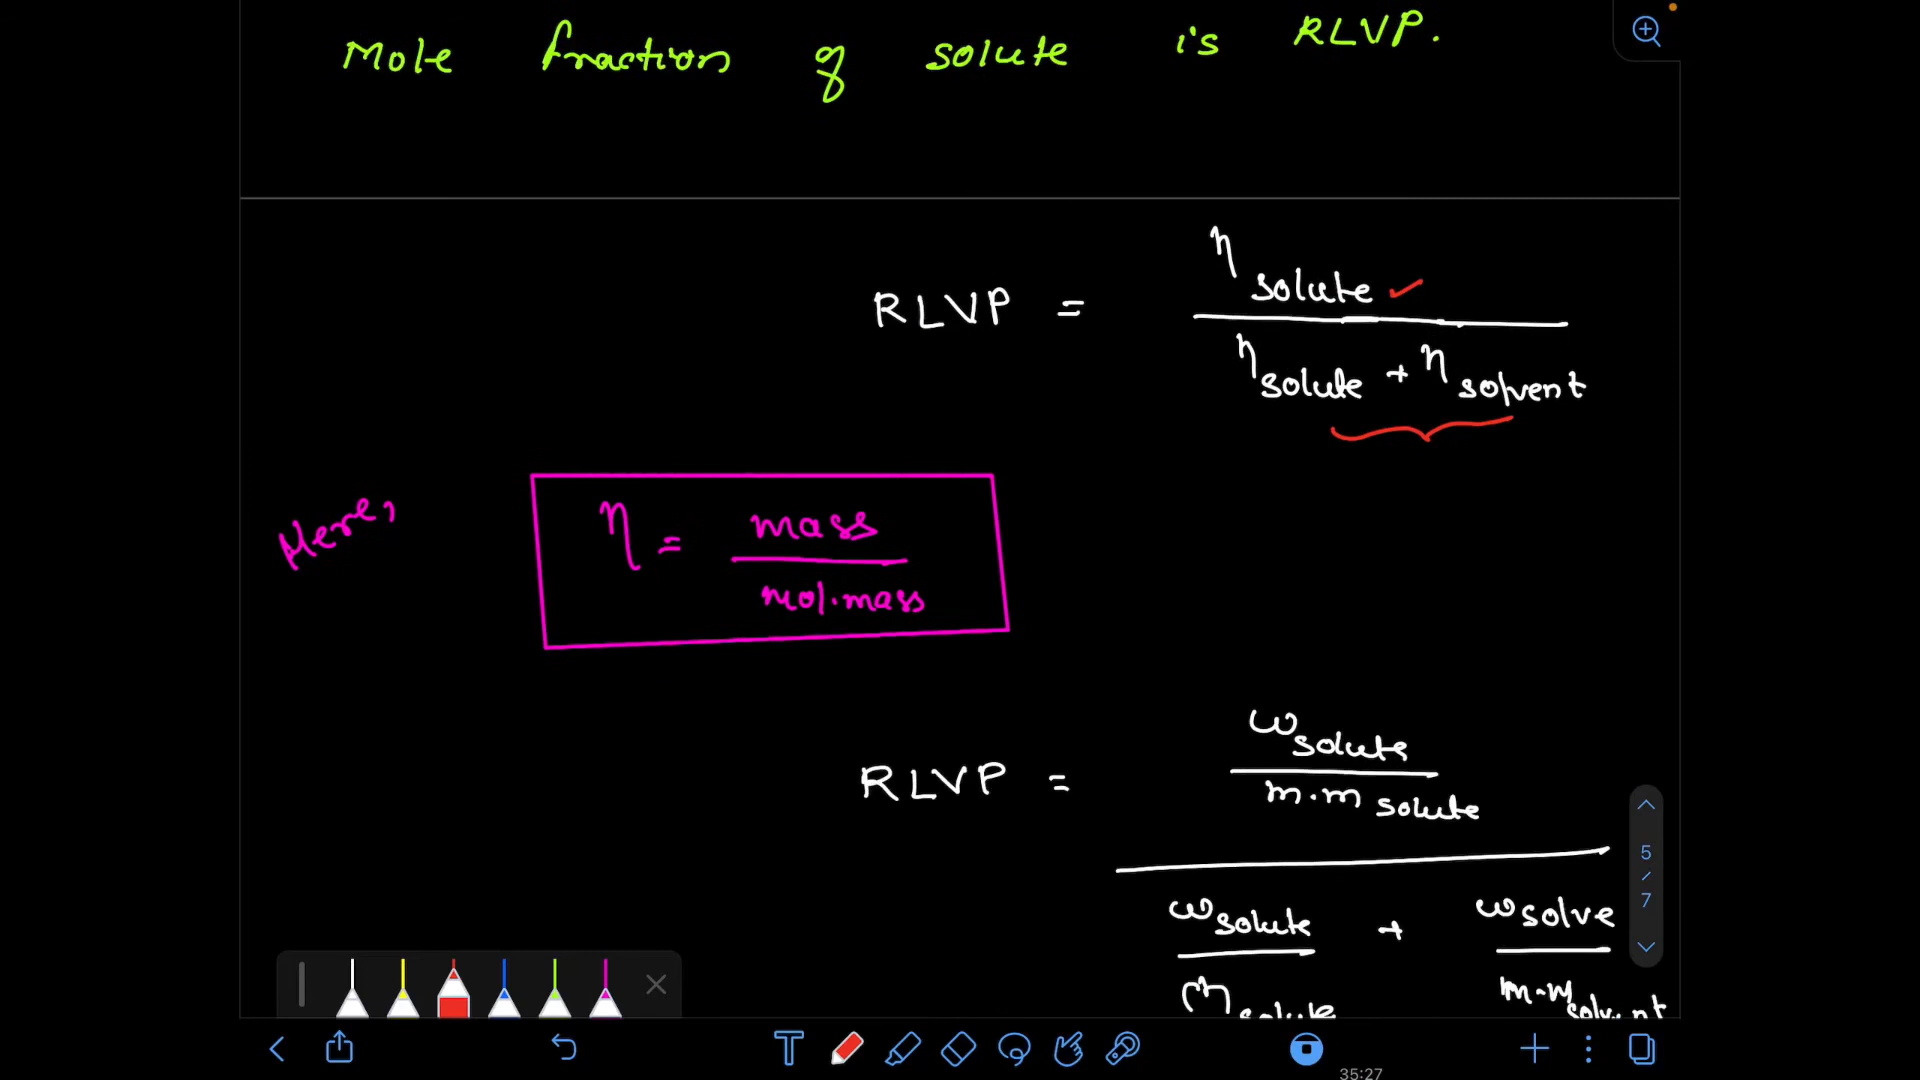 Mole fraction of solute is RLVP.
RLVP = η solute / η solute + η solvent
Here,
η = mass / mol.mass
RLVP = ω solute / m.m solute
ω solute + ω solve
m solute m.m solvent
5
/
7
T
35:27